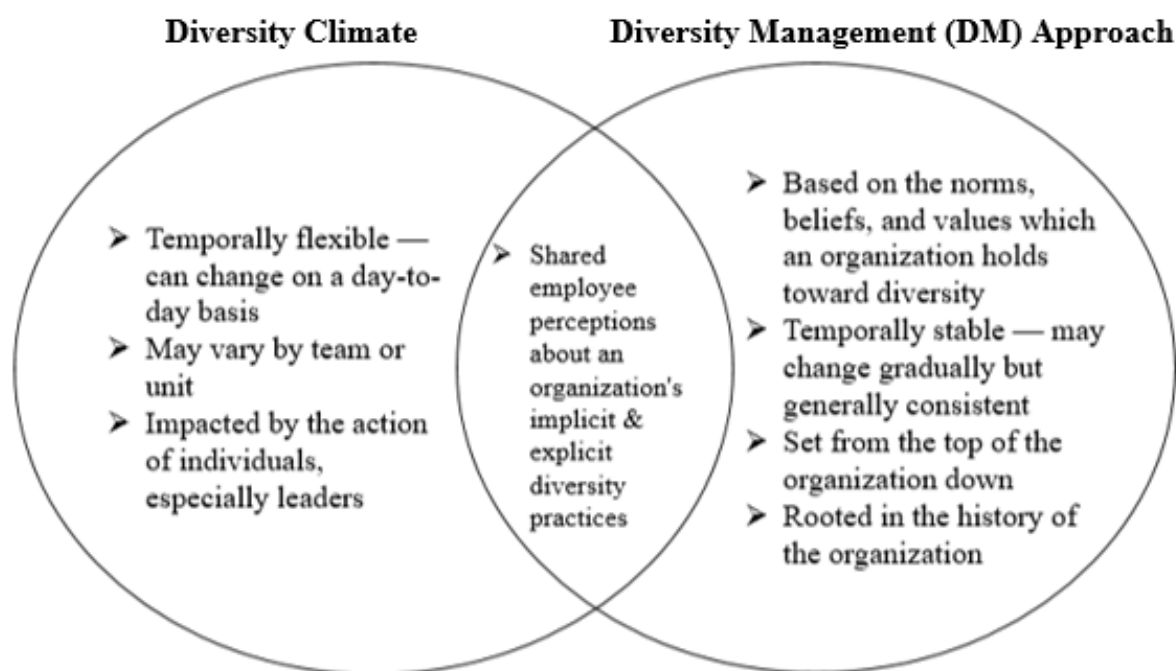 Diversity Climate
Diversity Management (DM) Approach
➤ Temporally flexible —
can change on a day-to-
day basis
➤ May vary by team or
unit
➤ Impacted by the action
of individuals,
especially leaders
➤ Shared
employee
perceptions
about an
organization's
implicit &
explicit
diversity
practices
➤ Based on the norms,
beliefs, and values which
an organization holds
toward diversity
➤ Temporally stable — may
change gradually but
generally consistent
➤ Set from the top of the
organization down
➤ Rooted in the history of
the organization